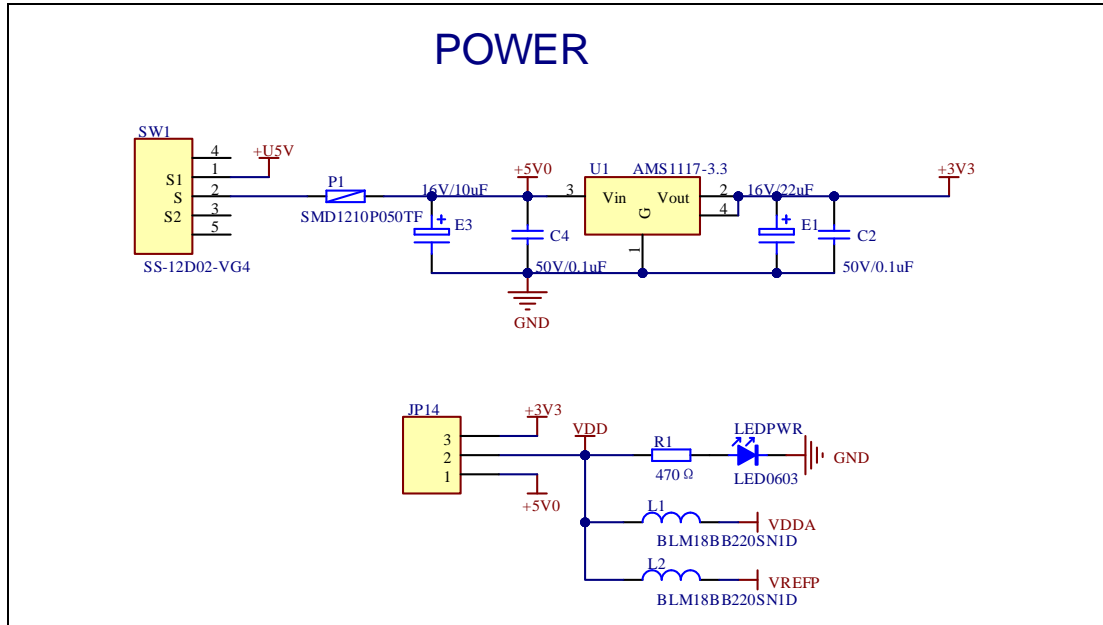 POWER
SW1
4
+U5V
S1 1
S 2
S2 3
5
SS-12D02-VG4
P1
SMD1210P050TF
16V/10uF
E3
+5V0
C4
50V/0.1uF
GND
U1 AMS1117-3.3
3 Vin Vout 2
4
G
1
16V/22uF
E1
C2
50V/0.1uF
+3V3
JP14
3
2
1
+3V3
+5V0
VDD
R1
470Ω
LEDPWR
LED0603
GND
L1
BLM18BB220SN1D
VDDA
L2
BLM18BB220SN1D
VREFP